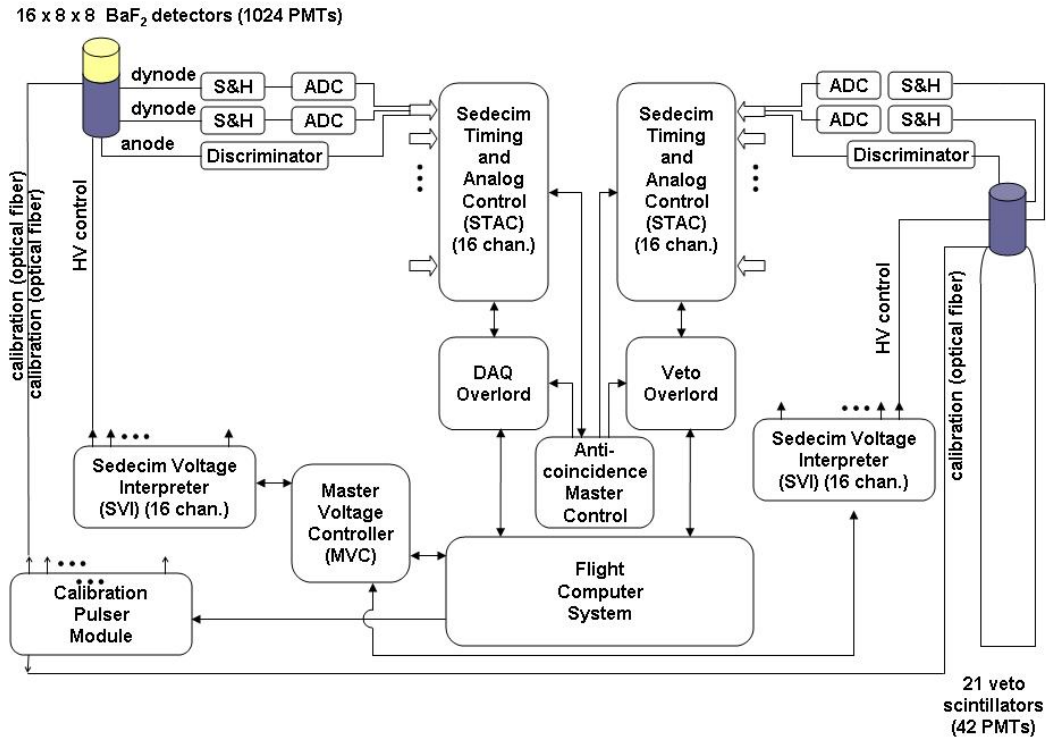 16 x 8 x 8 BaF2 detectors (1024 PMTs)
dynode
S&H
ADC
dynode
S&H
ADC
anode
Discriminator
Sedecim
Timing
and
Analog
Control
(STAC)
(16 chan.)
Sedecim
Timing
and
Analog
Control
(STAC)
(16 chan.)
ADC
S&H
ADC
S&H
Discriminator
calibration (optical fiber)
calibration (optical fiber)
HV control
HV control
calibration (optical fiber)
DAQ
Overlord
Veto
Overlord
Sedecim Voltage
Interpreter
(SVI) (16 chan.)
Master
Voltage
Controller
(MVC)
Anti-
coincidence
Master
Control
Sedecim Voltage
Interpreter
(SVI) (16 chan.)
Calibration
Pulser
Module
Flight
Computer
System
21 veto
scintillators
(42 PMTs)